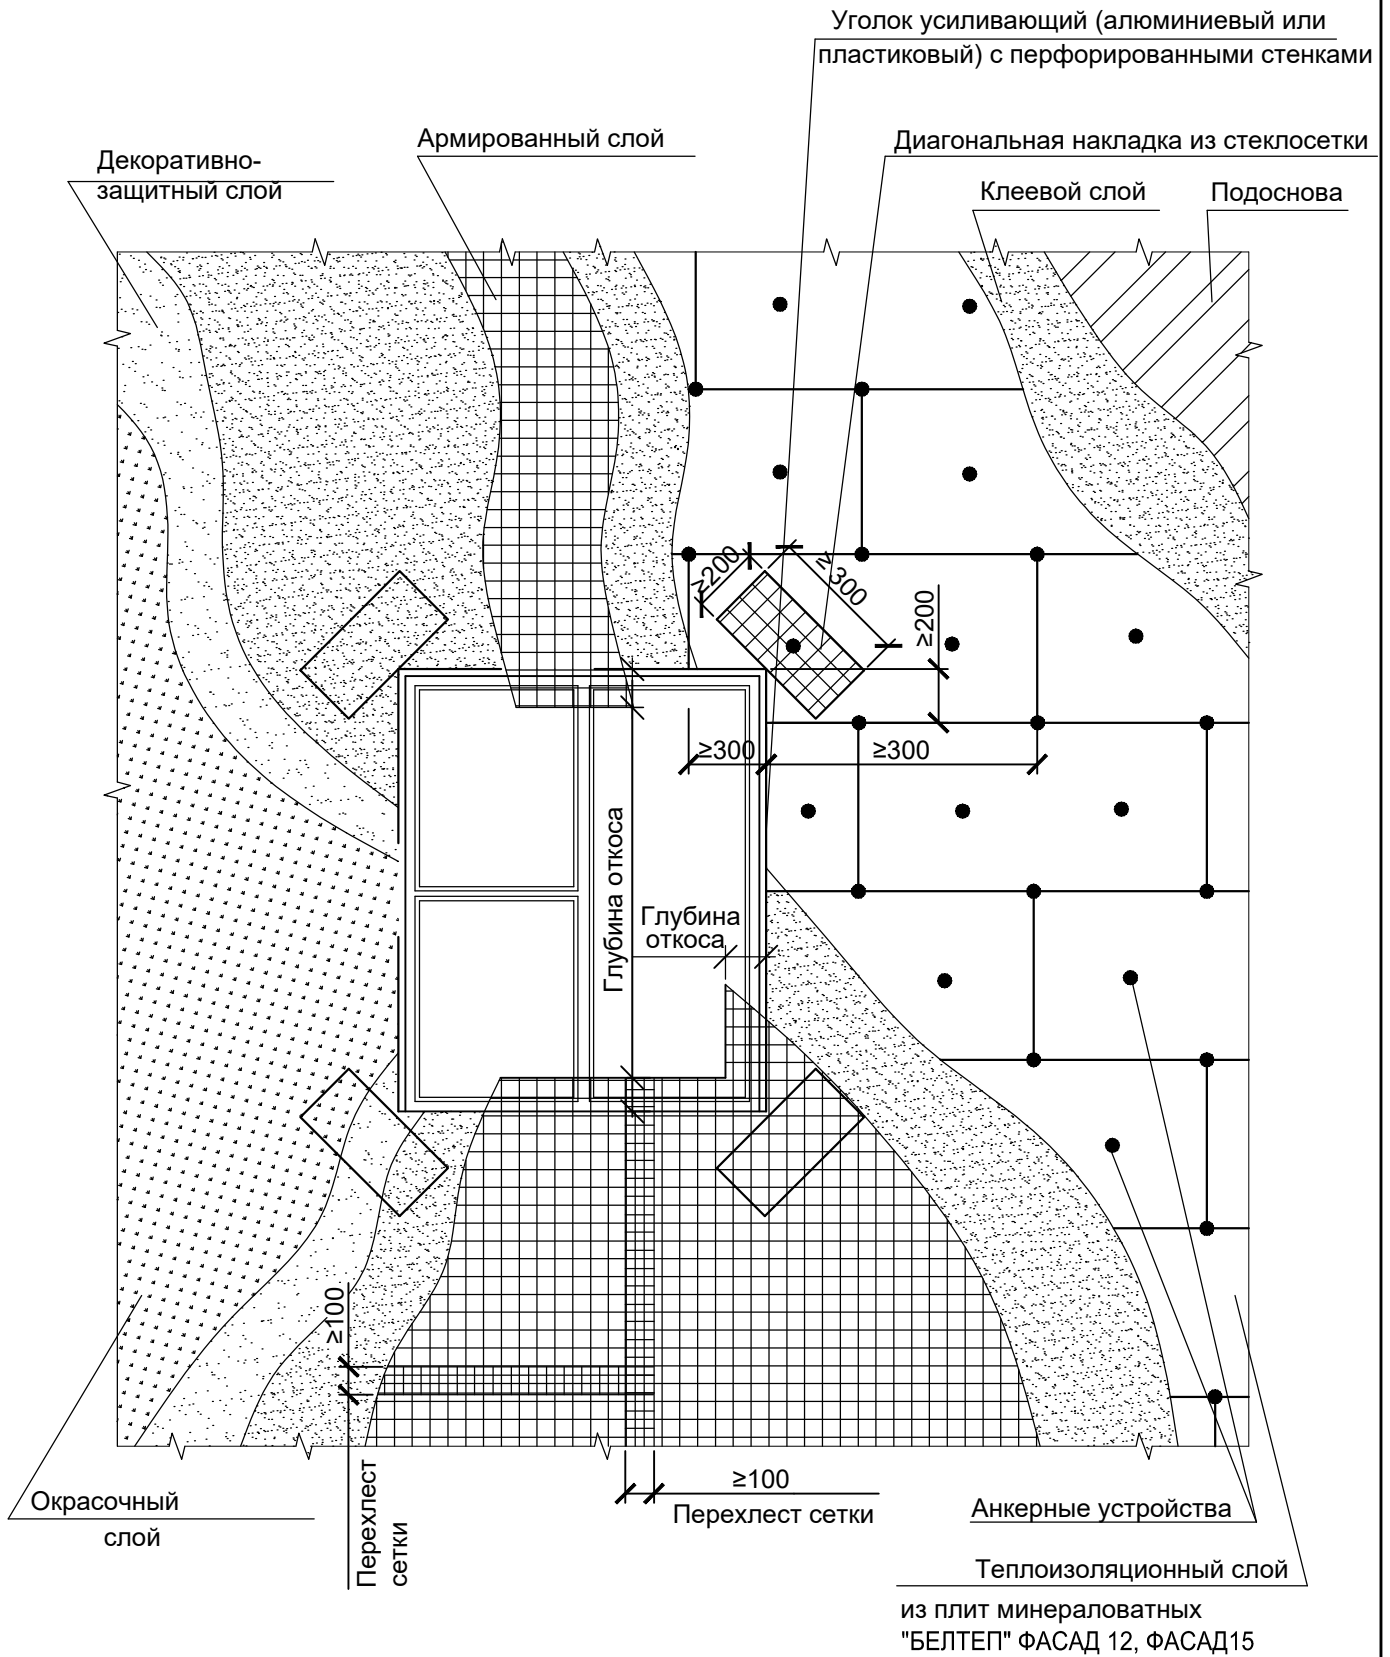 Уголок усиливающий (алюминиевый или
пластиковый) с перфорированными стенками
Армированный слой
Диагональная накладка из стеклосетки
Декоративно-
защитный слой
Клеевой слой
Подоснова
≥200
≥300
≥200
≥300
≥300
Глубина откоса
Глубина
откоса
≥100
Перехлест
сетки
≥100
Перехлест сетки
Окрасочный
слой
Анкерные устройства
Теплоизоляционный слой
из плит минераловатных
"БЕЛТЕП" ФАСАД 12, ФАСАД15